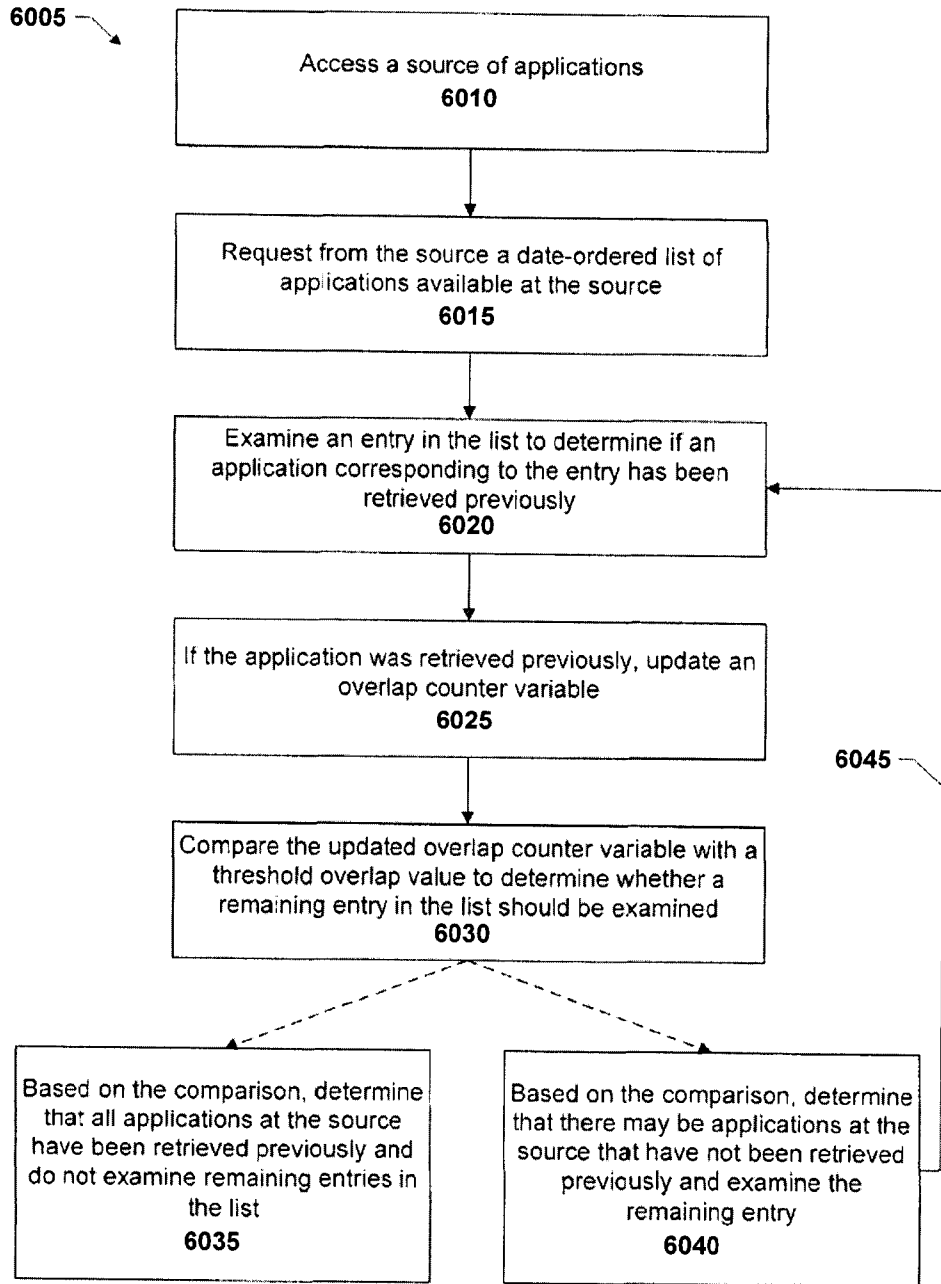 6005
Access a source of applications
6010
Request from the source a date-ordered list of
applications available at the source
6015
Examine an entry in the list to determine if an
application corresponding to the entry has been
retrieved previously
6020
If the application was retrieved previously, update an
overlap counter variable
6025
6045
Compare the updated overlap counter variable with a
threshold overlap value to determine whether a
remaining entry in the list should be examined
6030
Based on the comparison, determine
that all applications at the source
have been retrieved previously and
do not examine remaining entries in
the list
6035
Based on the comparison, determine
that there may be applications at the
source that have not been retrieved
previously and examine the
remaining entry
6040